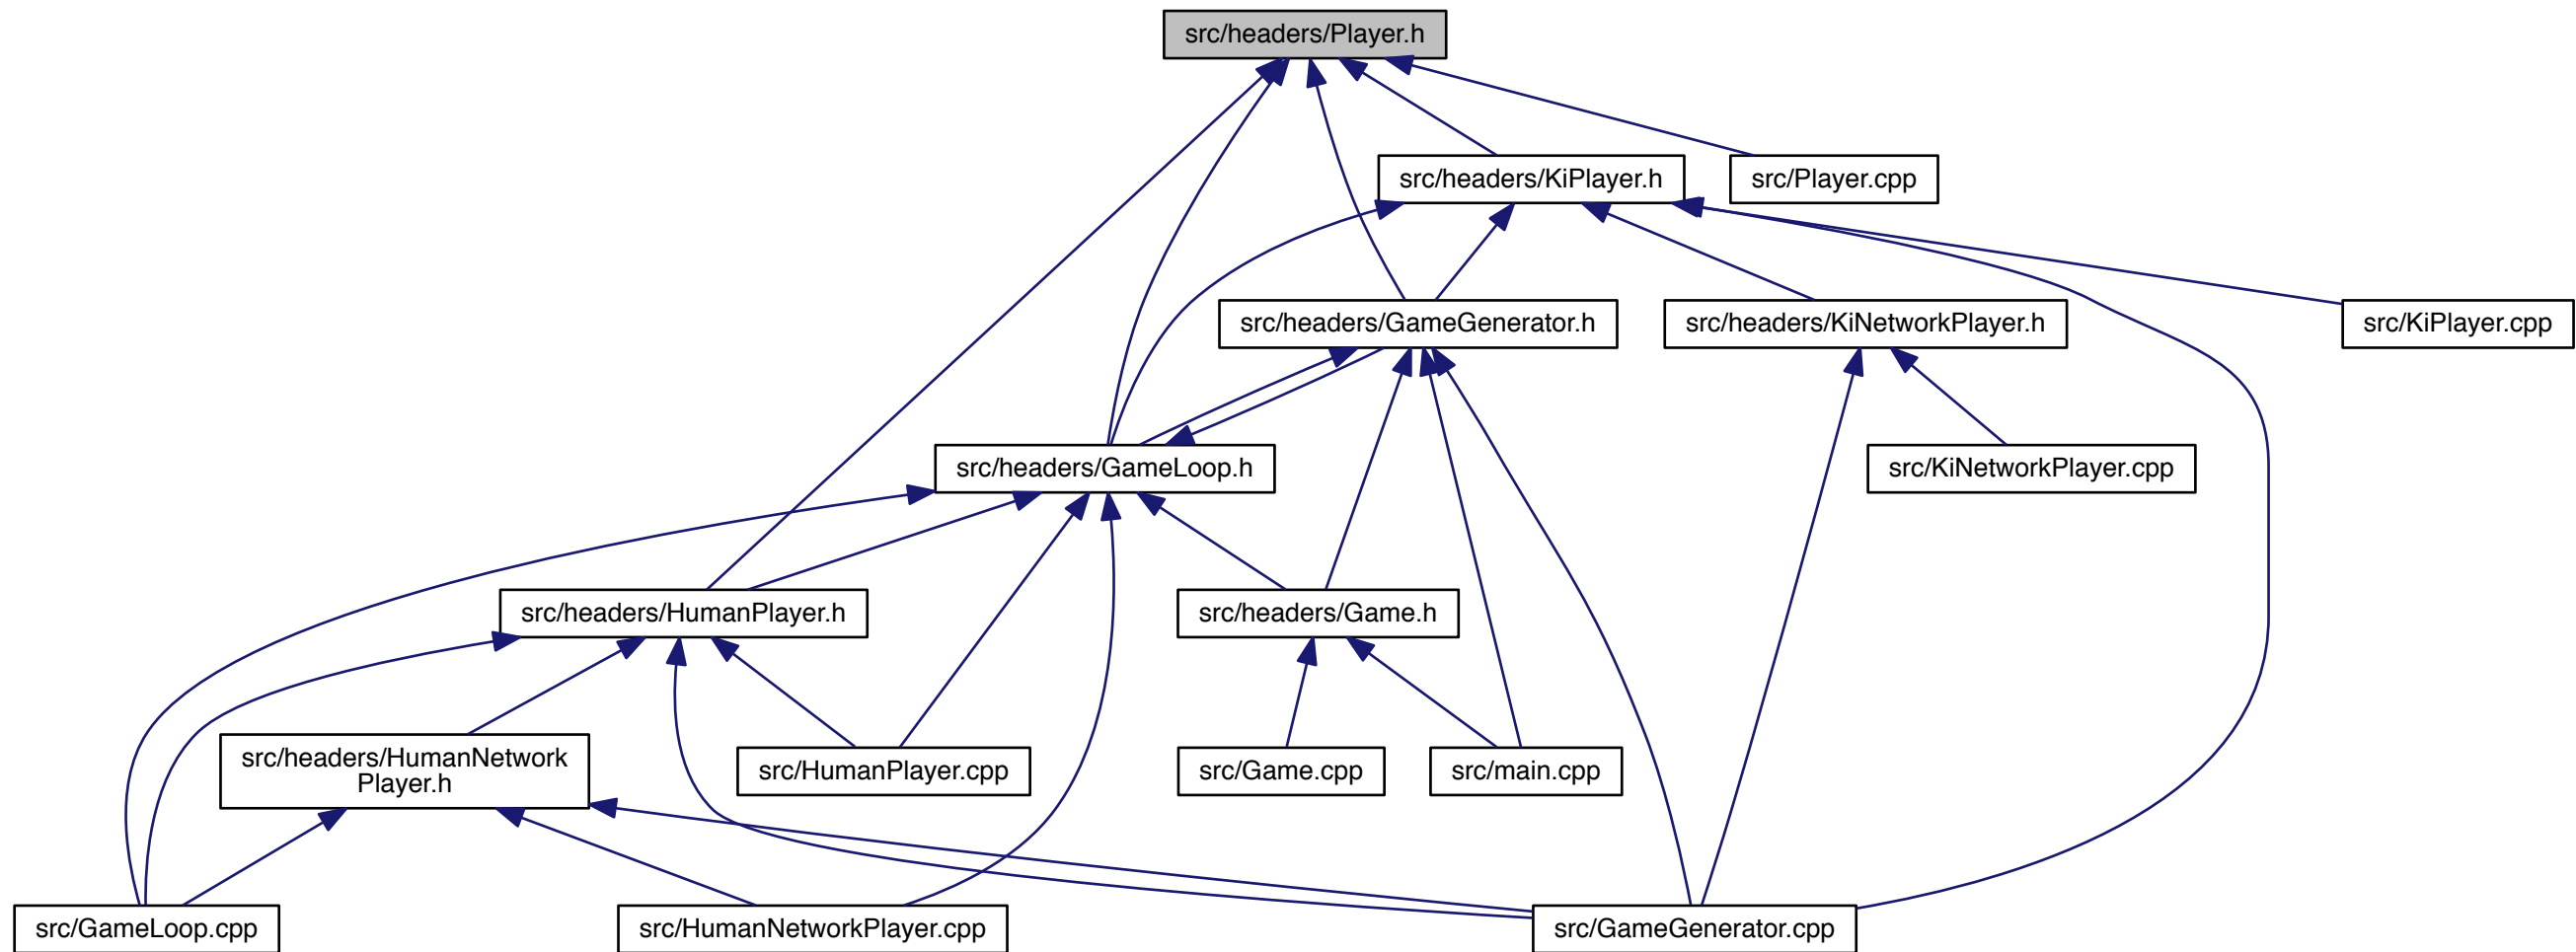 src/headers/Player.h
src/headers/KiPlayer.h
src/Player.cpp
src/headers/GameGenerator.h
src/headers/KiNetworkPlayer.h
src/KiPlayer.cpp
src/headers/GameLoop.h
src/KiNetworkPlayer.cpp
src/headers/HumanPlayer.h
src/headers/Game.h
src/headers/HumanNetwork
Player.h
src/HumanPlayer.cpp
src/Game.cpp
src/main.cpp
src/GameLoop.cpp
src/HumanNetworkPlayer.cpp
src/GameGenerator.cpp